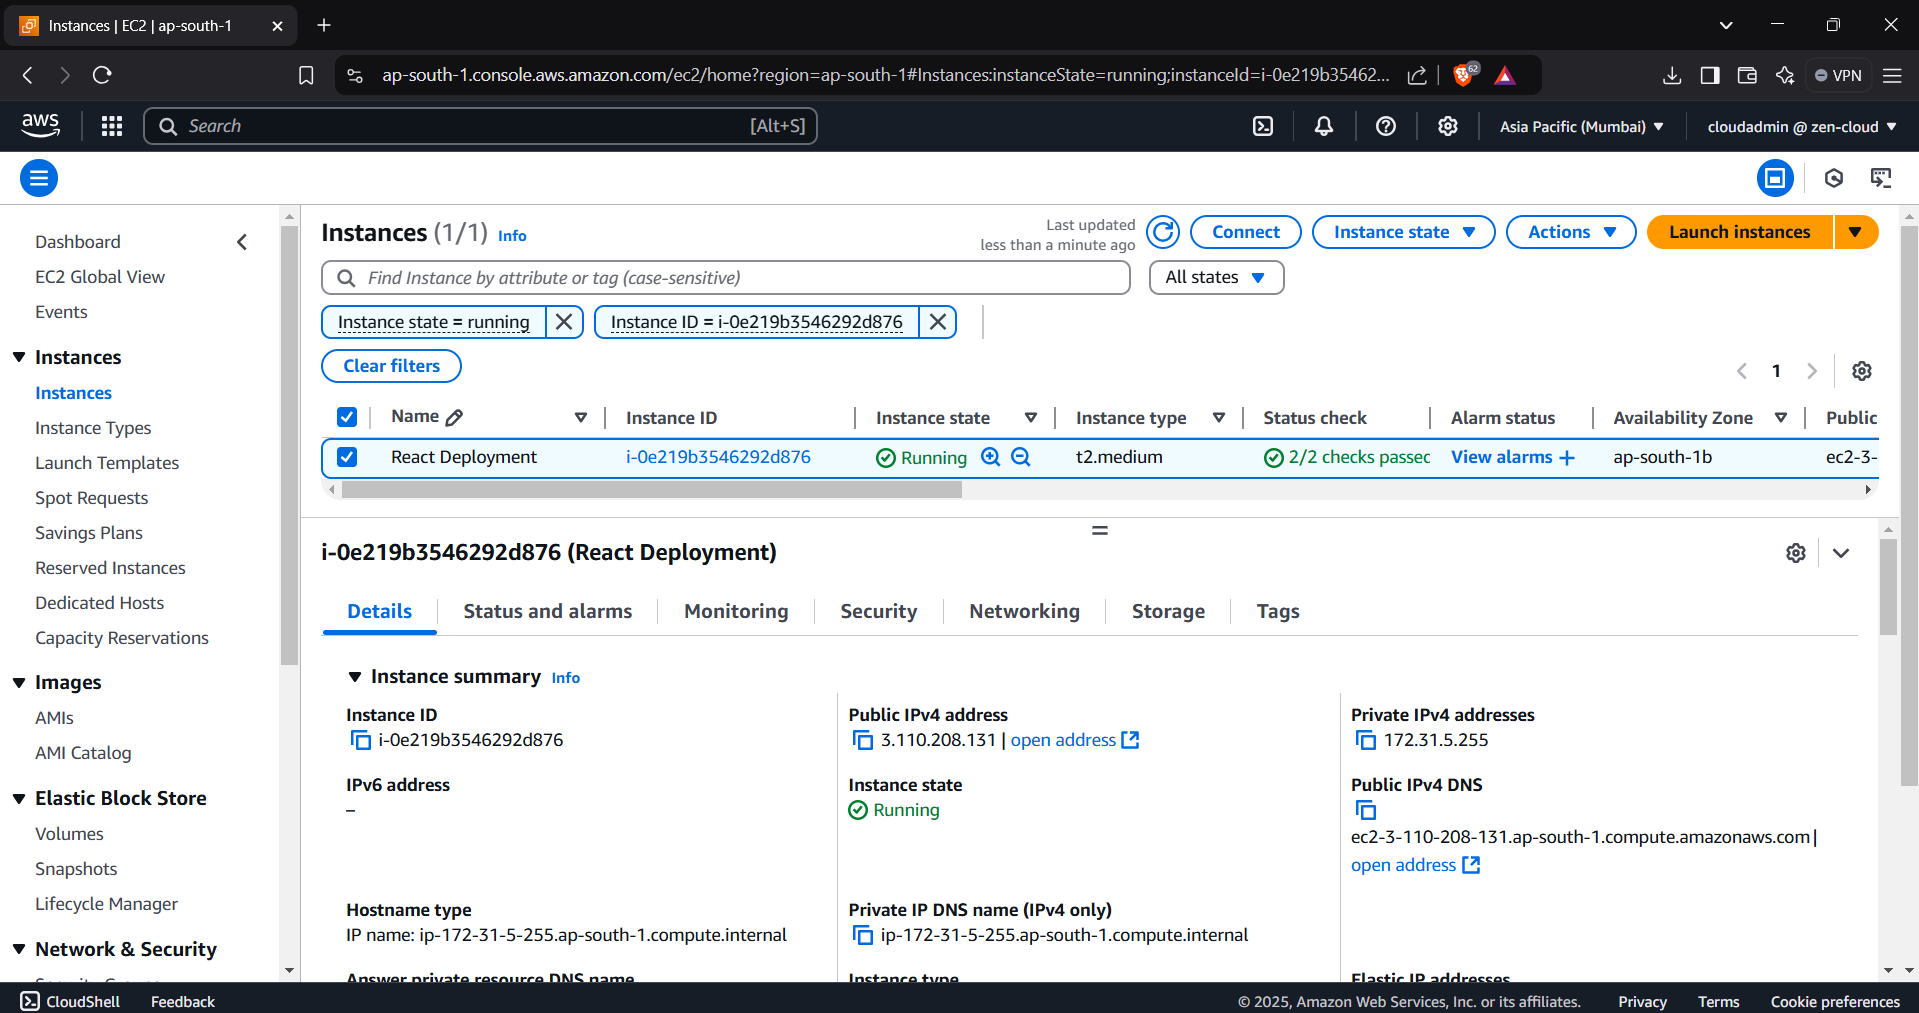 Instances | EC2 | ap-south-1
ap-south-1.console.aws.amazon.com/ec2/home?region=ap-south-1#Instances:instanceState=running;instanceId=i-0e219b35462...
62
VPN
aws
Search
[Alt+S]
Asia Pacific (Mumbai)
cloudadmin @ zen-cloud
Dashboard
EC2 Global View
Events
Instances
Instances
Instance Types
Launch Templates
Spot Requests
Savings Plans
Reserved Instances
Dedicated Hosts
Capacity Reservations
Images
AMIs
AMI Catalog
Elastic Block Store
Volumes
Snapshots
Lifecycle Manager
Network & Security
Instances (1/1) Info
Last updated
less than a minute ago
Connect
Instance state
Actions
Launch instances
Find Instance by attribute or tag (case-sensitive)
All states
Instance state = running
Instance ID = i-0e219b3546292d876
Clear filters
1
Name Instance ID Instance state Instance type Status check Alarm status Availability Zone Public
React Deployment i-0e219b3546292d876 Running t2.medium 2/2 checks passed View alarms + ap-south-1b ec2-3-
i-0e219b3546292d876 (React Deployment)
Details Status and alarms Monitoring Security Networking Storage Tags
Instance summary Info
Instance ID
i-0e219b3546292d876
Public IPv4 address
3.110.208.131 | open address
Private IPv4 addresses
172.31.5.255
IPv6 address
–
Instance state
Running
Public IPv4 DNS
ec2-3-110-208-131.ap-south-1.compute.amazonaws.com |
open address
Hostname type
IP name: ip-172-31-5-255.ap-south-1.compute.internal
Private IP DNS name (IPv4 only)
ip-172-31-5-255.ap-south-1.compute.internal
Answer private resource DNS name
Instance type
Elastic IP addresses
CloudShell
Feedback
© 2025, Amazon Web Services, Inc. or its affiliates.
Privacy
Terms
Cookie preferences